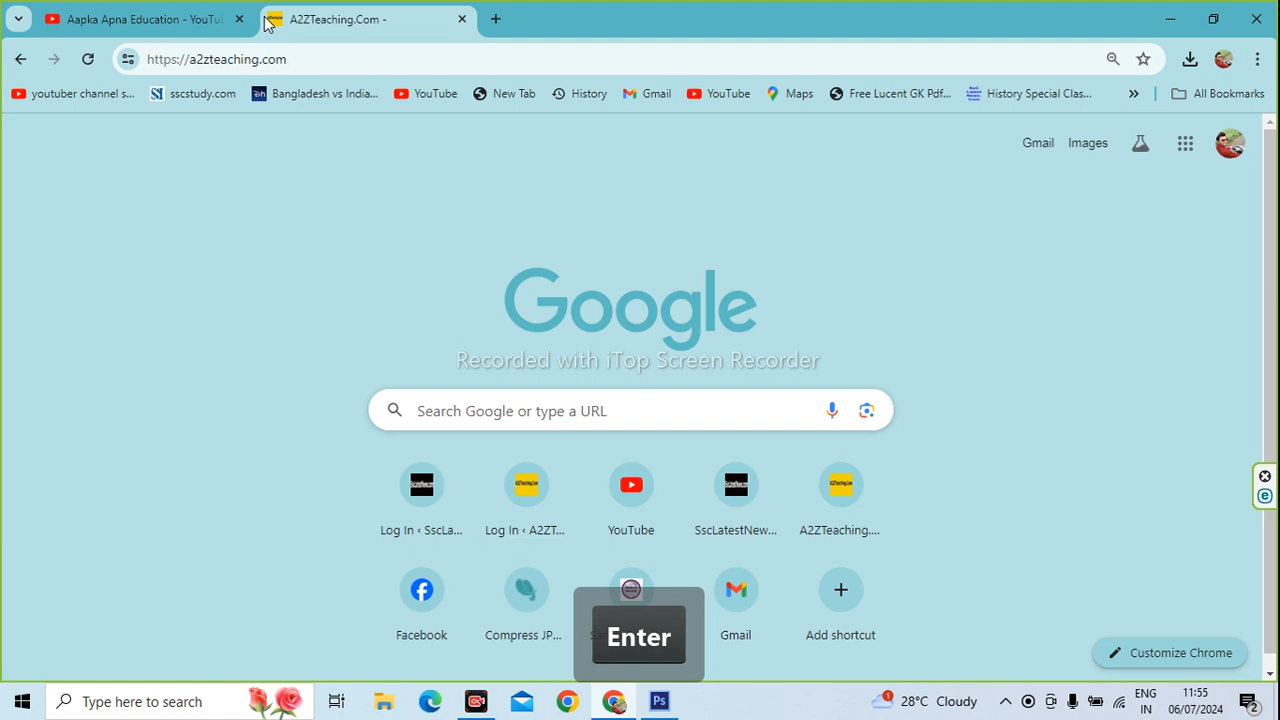 Aapka Apna Education - YouTu
A2ZTeaching.Com -
https://a2zteaching.com
youtuber channel s...
sscstudy.com
Bangladesh vs India...
YouTube
New Tab
History
Gmail
YouTube
Maps
Free Lucent GK Pdf...
History Special Clas...
All Bookmarks
Gmail
Images
Google
Recorded with iTop Screen Recorder
Search Google or type a URL
Log In ‹ SscLa...
Log In ‹ A2ZT...
YouTube
SscLatestNew...
A2ZTeaching....
Facebook
Compress JP...
Gmail
Add shortcut
Enter
Customize Chrome
Type here to search
Ps
1
28°C Cloudy
ENG
IN
11:55
06/07/2024
2